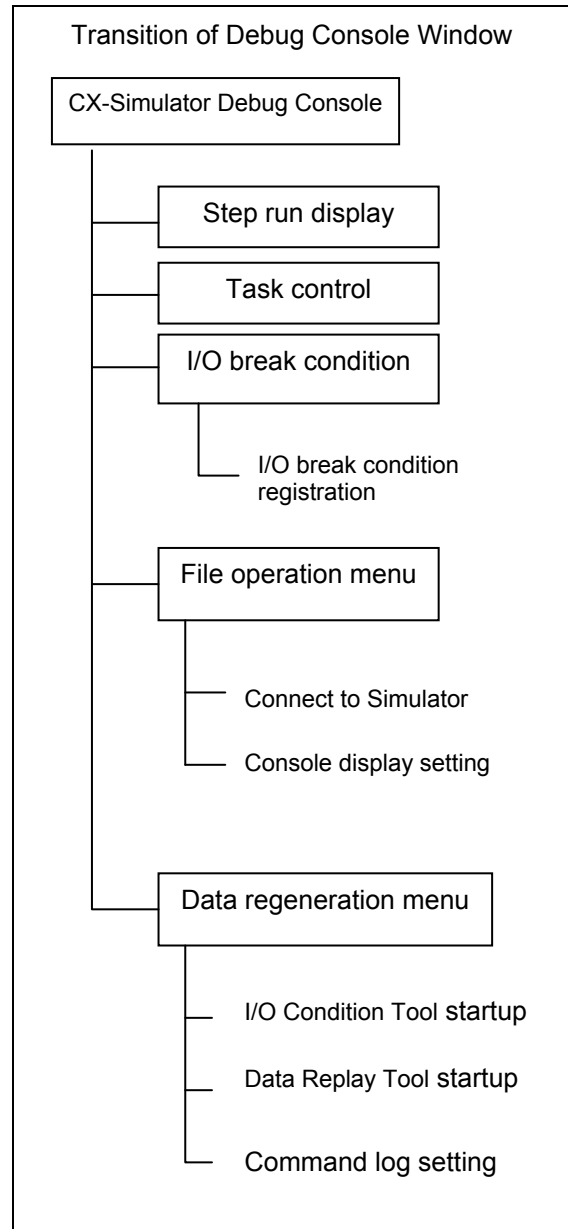 Transition of Debug Console Window
CX-Simulator Debug Console
Step run display
Task control
I/O break condition
I/O break condition
registration
File operation menu
Connect to Simulator
Console display setting
Data regeneration menu
I/O Condition Tool startup
Data Replay Tool startup
Command log setting